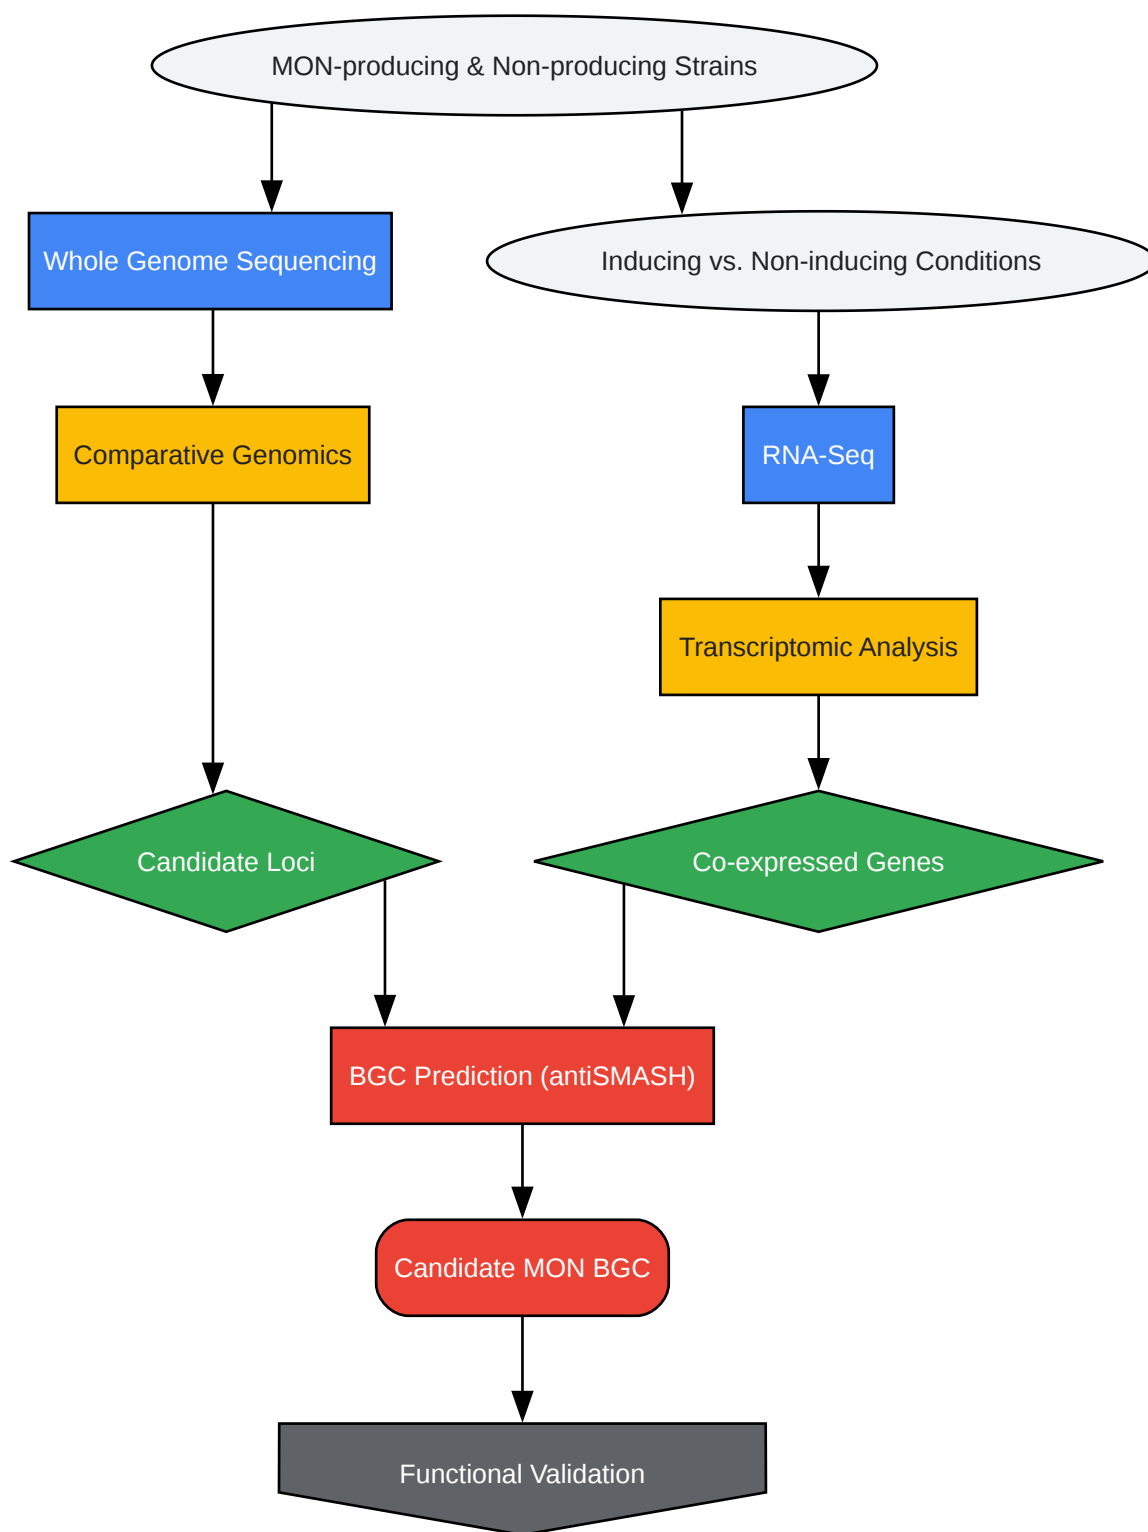 MON-producing & Non-producing Strains
Whole Genome Sequencing
Inducing vs. Non-inducing Conditions
Comparative Genomics
RNA-Seq
Transcriptomic Analysis
Candidate Loci
Co-expressed Genes
BGC Prediction (antiSMASH)
Candidate MON BGC
Functional Validation